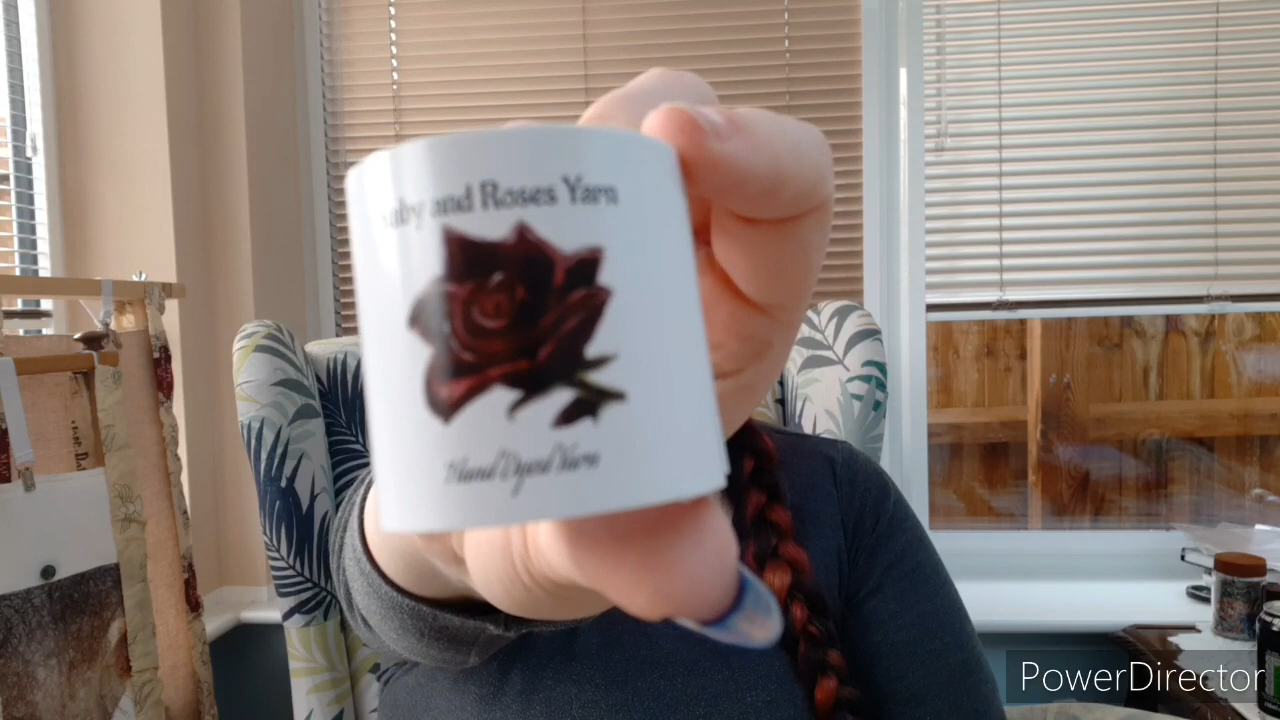 and Roses Yarn
Hand Dyed Yarn
PowerDirector